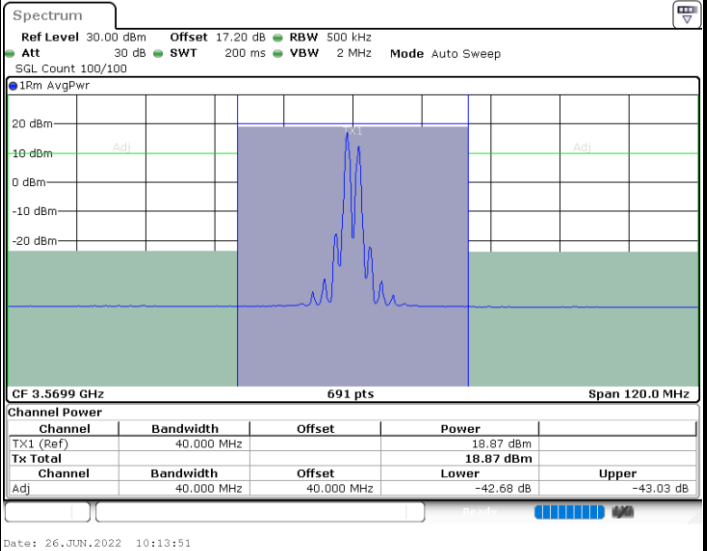 Spectrum
Ref Level 30.00 dBm Offset 17.20 dB RBW 500 kHz
Att 30 dB SWT 200 ms VBW 2 MHz Mode Auto Sweep
SGL Count 100/100
1Rm AvgPwr
20 dBm
TX1
10 dBm
Adj
Adj
0 dBm
-10 dBm
-20 dBm
CF 3.5699 GHz 691 pts Span 120.0 MHz
Channel Power
Channel Bandwidth Offset Power
TX1 (Ref) 40.000 MHz 18.87 dBm
Tx Total 18.87 dBm
Channel Bandwidth Offset Lower Upper
Adj 40.000 MHz 40.000 MHz -42.68 dB -43.03 dB
Ready
Date: 26.JUN.2022 10:13:51